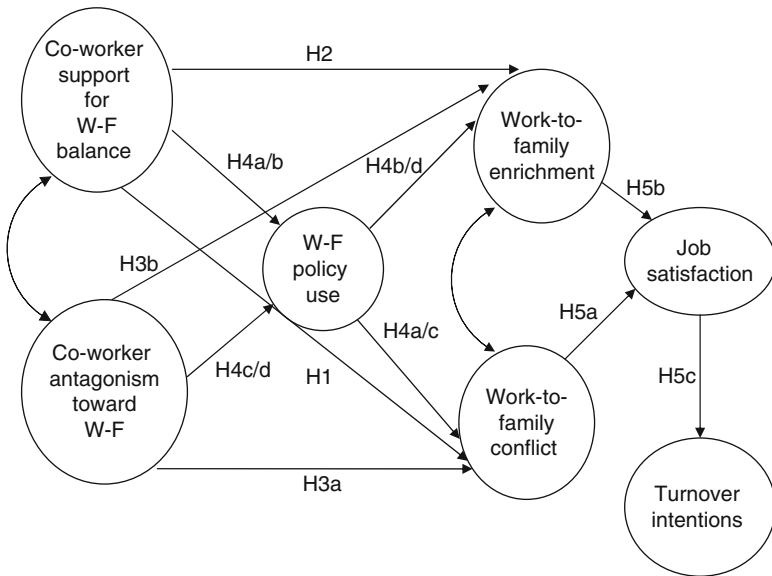 Co-worker
support
for
W-F
balance
H2
Work-to-
family
enrichment
H4a/b
H4b/d
H5b
W-F
policy
use
Job
satisfaction
H3b
H5a
H4a/c
Co-worker
antagonism
toward
W-F
H4c/d
H1
Work-to-
family
conflict
H5c
H3a
Turnover
intentions